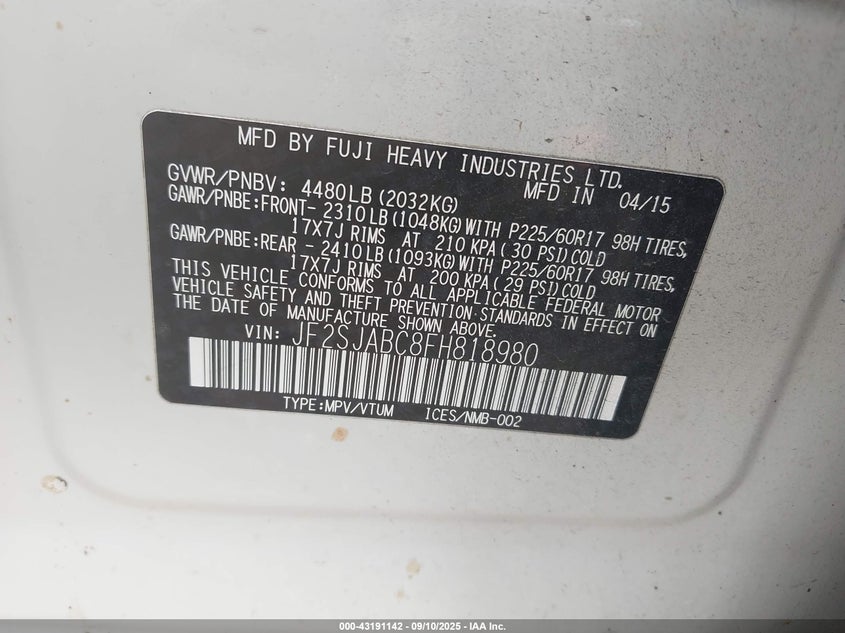 MFD BY FUJI HEAVY INDUSTRIES LTD.
GVWR/PNBV: 4480LB(2032KG) MFD IN 04/15
GAWR/PNBE:FRONT- 2310LB(1048KG)WITH P225/60R17 98H TIRES,
17X7J RIMS AT 210 KPA( 30 PSI)COLD
GAWR/PNBE:REAR - 2410LB(1093KG)WITH P225/60R17 98H TIRES,
17X7J RIMS AT 200 KPA( 29 PSI)COLD
THIS VEHICLE CONFORMS TO ALL APPLICABLE FEDERAL MOTOR
VEHICLE SAFETY AND THEFT PREVENTION STANDARDS IN EFFECT ON
THE DATE OF MANUFACTURE SHOWN ABOVE.
VIN: JF2SJABC8FH818980
TYPE:MPV/VTUM ICES/NMB-002
000-43191142 - 09/10/2025 - IAA Inc.